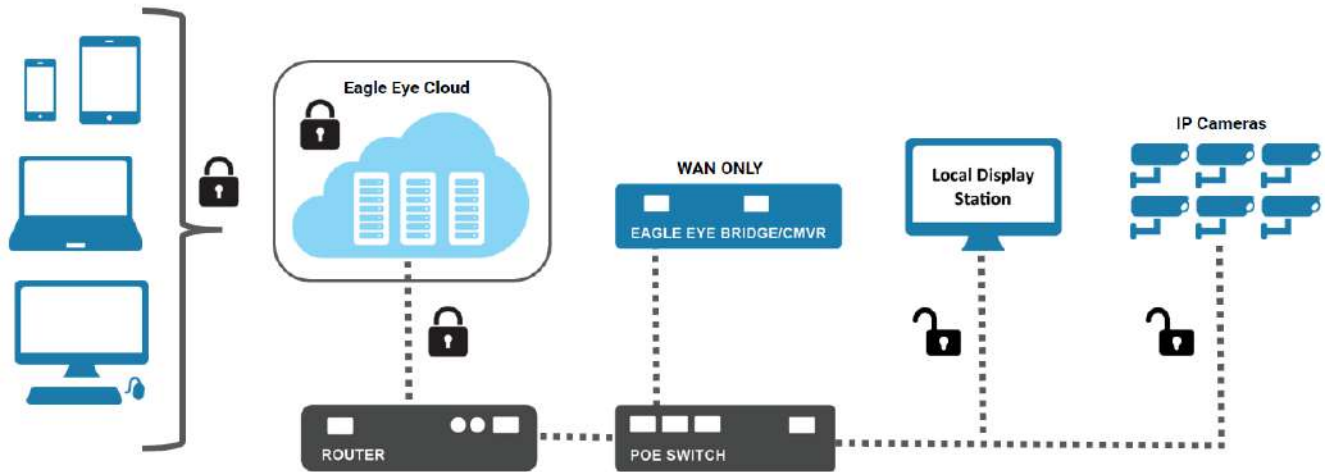 Eagle Eye Cloud
WAN ONLY
EAGLE EYE BRIDGE/CMVR
Local Display
Station
IP Cameras
ROUTER
POE SWITCH